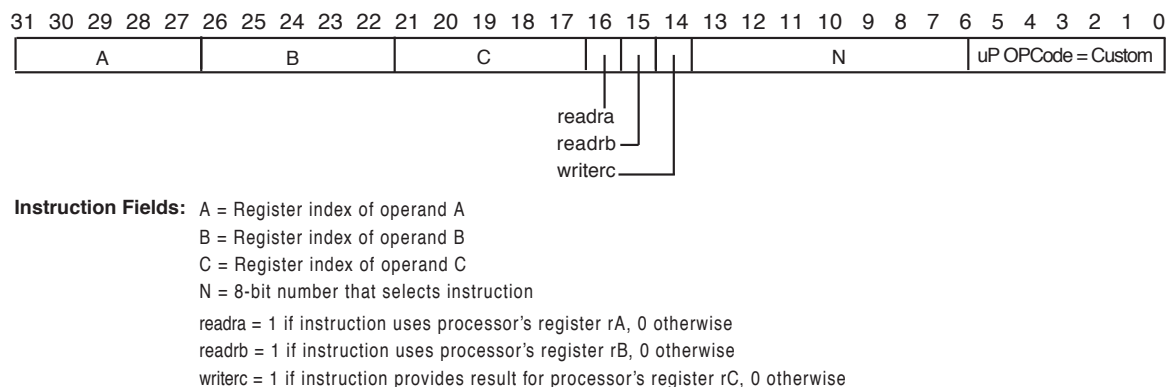 31 30 29 28 27 26 25 24 23 22 21 20 19 18 17 16 15 14 13 12 11 10 9 8 7 6 5 4 3 2 1 0
A B C N uP OPCode = Custom
readra
readrb
writerc
Instruction Fields: A = Register index of operand A
B = Register index of operand B
C = Register index of operand C
N = 8-bit number that selects instruction
readra = 1 if instruction uses processor's register rA, 0 otherwise
readrb = 1 if instruction uses processor's register rB, 0 otherwise
writerc = 1 if instruction provides result for processor's register rC, 0 otherwise